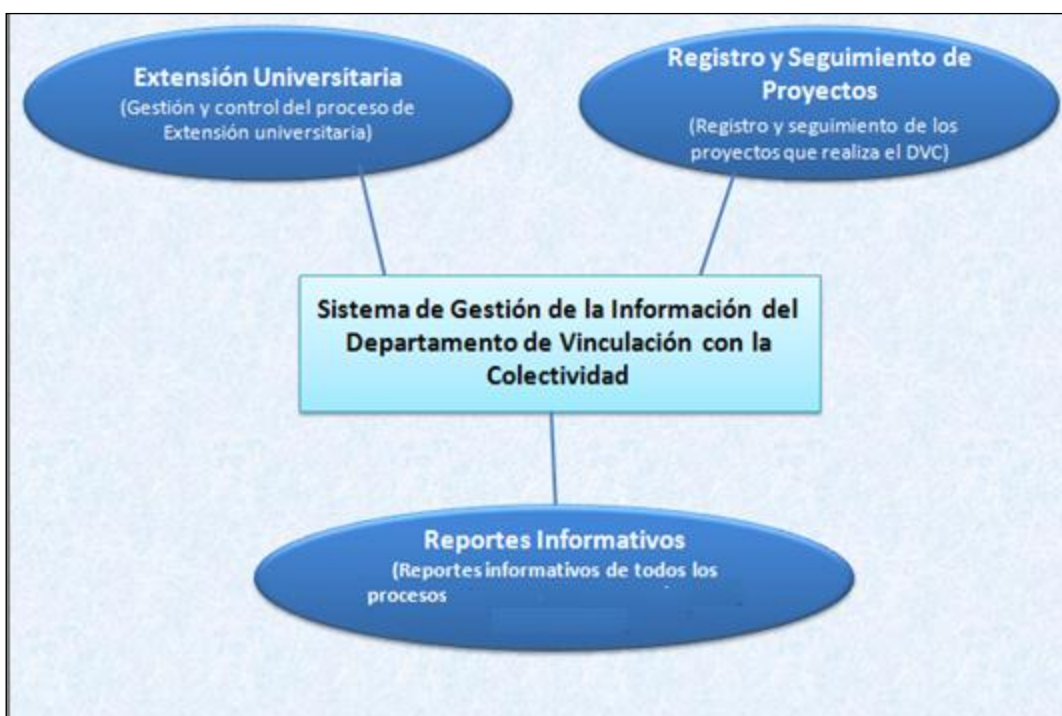 Extensión Universitaria
(Gestión y control del proceso de
Extensión universitaria)
Registro y Seguimiento de
Proyectos
(Registro y seguimiento de los
proyectos que realiza el DVC)
Sistema de Gestión de la Información del
Departamento de Vinculación con la
Colectividad
Reportes Informativos
(Reportes informativos de todos los
procesos